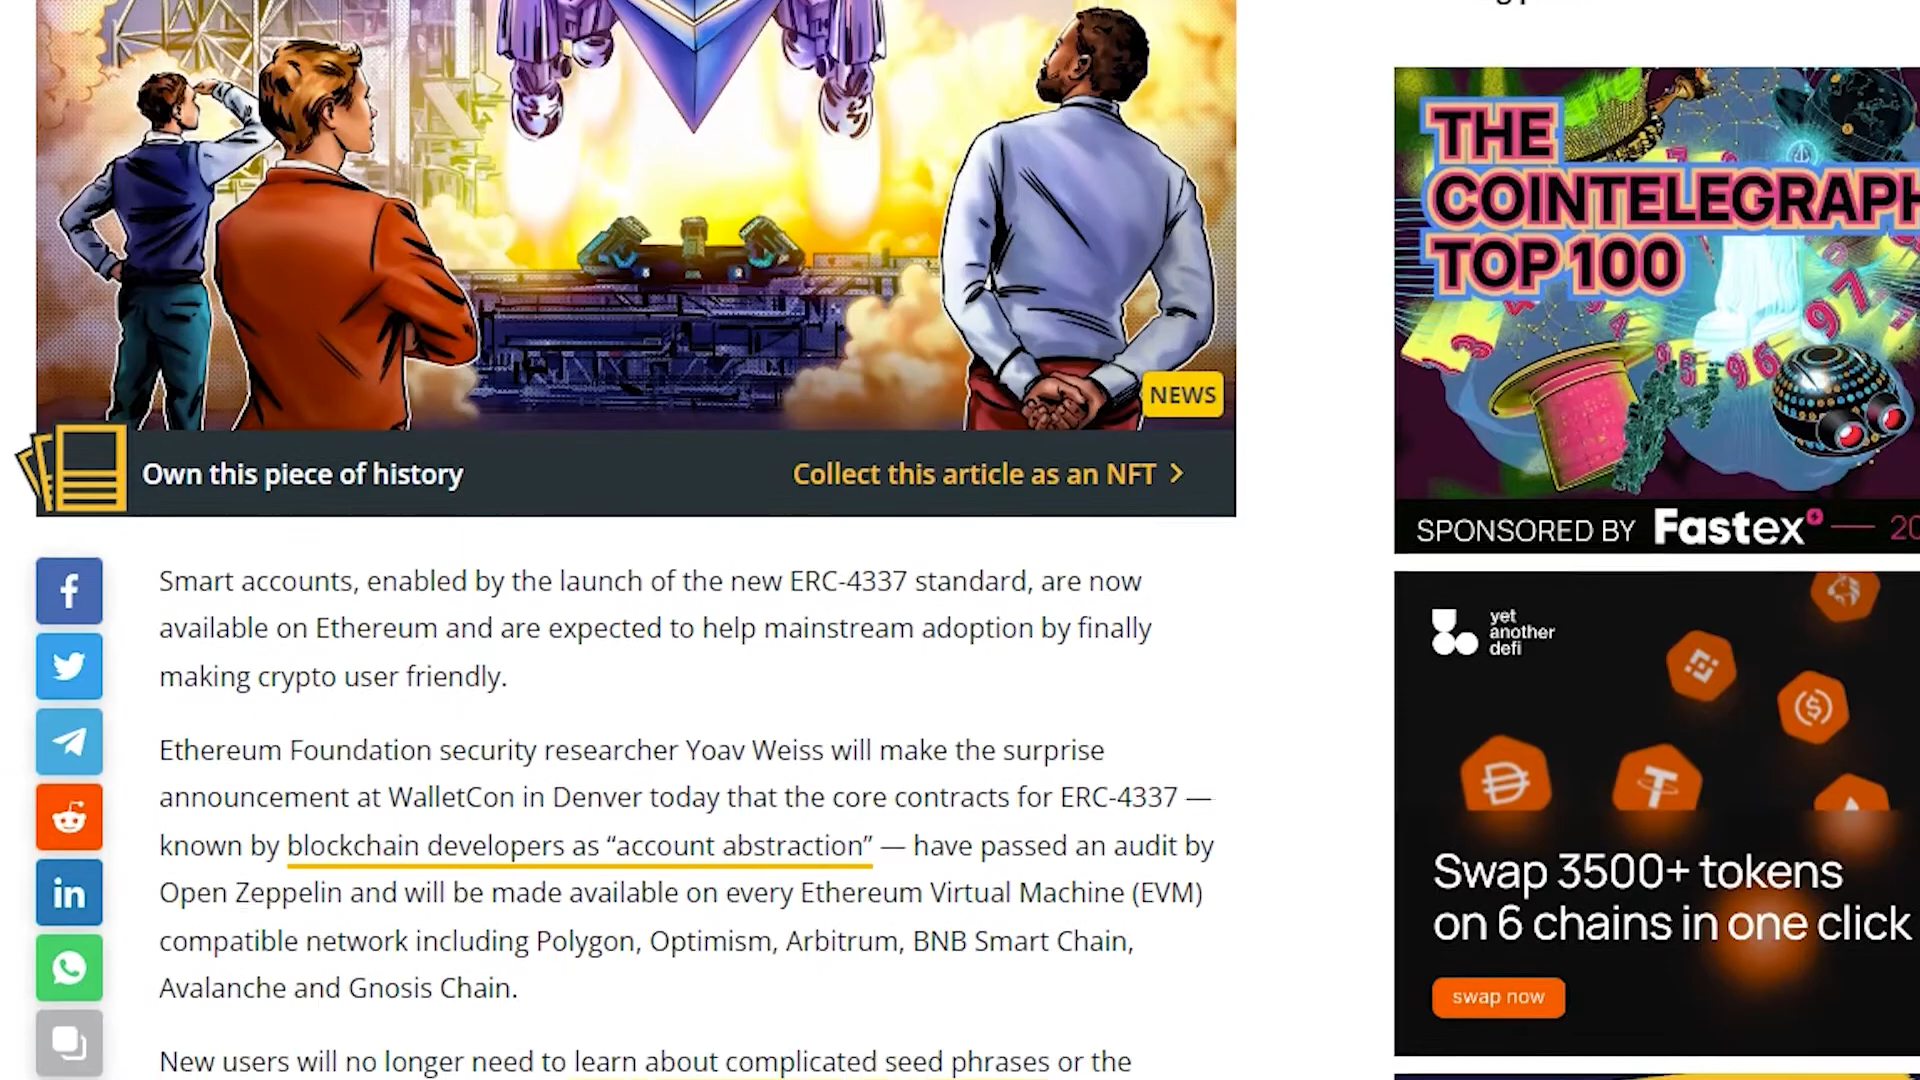 THE
COINTELEGRAPH
TOP 100
3
97
95
96
NEWS
Own this piece of history
Collect this article as an NFT
SPONSORED BY Fastex
20
Smart accounts, enabled by the launch of the new ERC-4337 standard, are now
available on Ethereum and are expected to help mainstream adoption by finally
making crypto user friendly.
Ethereum Foundation security researcher Yoav Weiss will make the surprise
announcement at WalletCon in Denver today that the core contracts for ERC-4337 —
known by blockchain developers as “account abstraction” — have passed an audit by
Open Zeppelin and will be made available on every Ethereum Virtual Machine (EVM)
compatible network including Polygon, Optimism, Arbitrum, BNB Smart Chain,
Avalanche and Gnosis Chain.
New users will no longer need to learn about complicated seed phrases or the
yet
another
defi
Swap 3500+ tokens
on 6 chains in one click
swap now